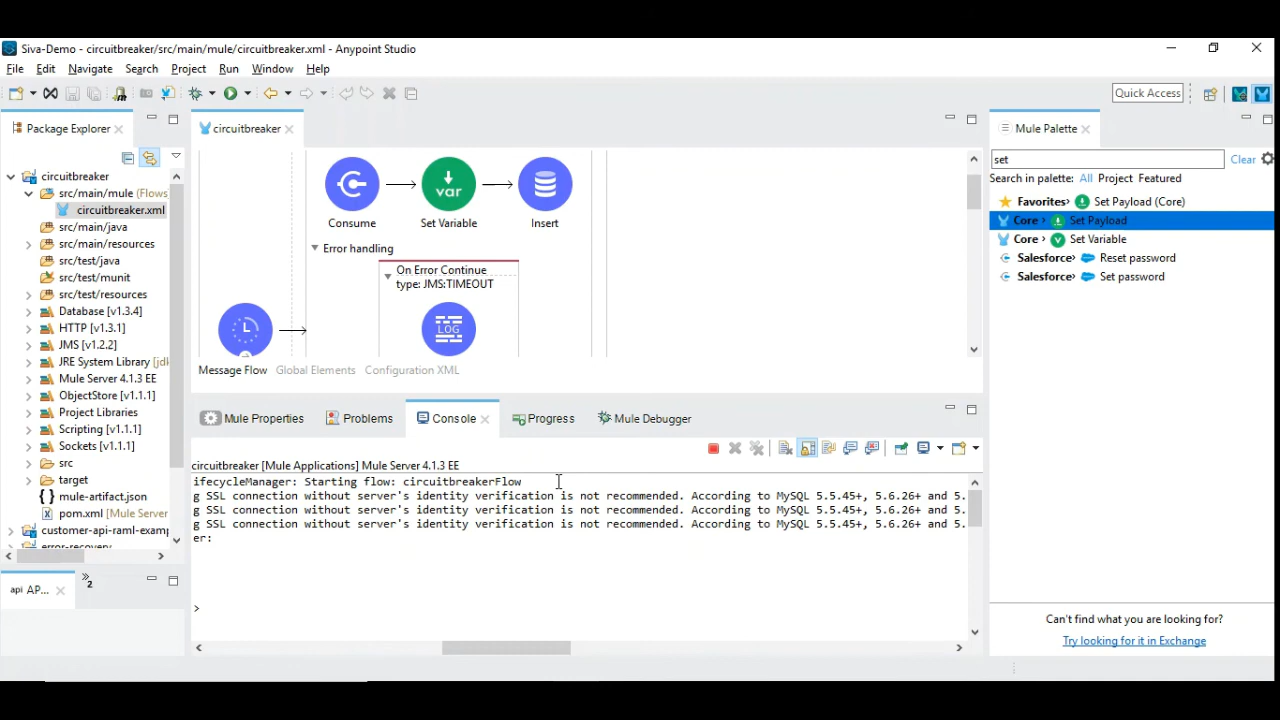 Siva-Demo - circuitbreaker/src/main/mule/circuitbreaker.xml - Anypoint Studio
File Edit Navigate Search Project Run Window Help
Quick Access
Package Explorer
circuitbreaker
src/main/mule (Flows
circuitbreaker.xml
src/main/java
src/main/resources
src/test/java
src/test/munit
src/test/resources
Database [v1.3.4]
HTTP [v1.3.1]
JMS [v1.2.2]
JRE System Library [jdk
Mule Server 4.1.3 EE
ObjectStore [v1.1.1]
Project Libraries
Scripting [v1.1.1]
Sockets [v1.1.1]
src
target
mule-artifact.json
pom.xml [Mule Server
customer-api-raml-examp
error-recovery
api AP...
2
circuitbreaker
var
Consume Set Variable Insert
Error handling
On Error Continue
type: JMS:TIMEOUT
LOG
Message Flow Global Elements Configuration XML
Mule Properties Problems Console Progress Mule Debugger
circuitbreaker [Mule Applications] Mule Server 4.1.3 EE
ifecycleManager: Starting flow: circuitbreakerFlow
g SSL connection without server's identity verification is not recommended. According to MySQL 5.5.45+, 5.6.26+ and 5.
g SSL connection without server's identity verification is not recommended. According to MySQL 5.5.45+, 5.6.26+ and 5.
g SSL connection without server's identity verification is not recommended. According to MySQL 5.5.45+, 5.6.26+ and 5.
er:
>
Mule Palette
set
Clear
Search in palette: All Project Featured
Favorites> Set Payload (Core)
Core > Set Payload
Core > Set Variable
Salesforce> Reset password
Salesforce> Set password
Can't find what you are looking for?
Try looking for it in Exchange